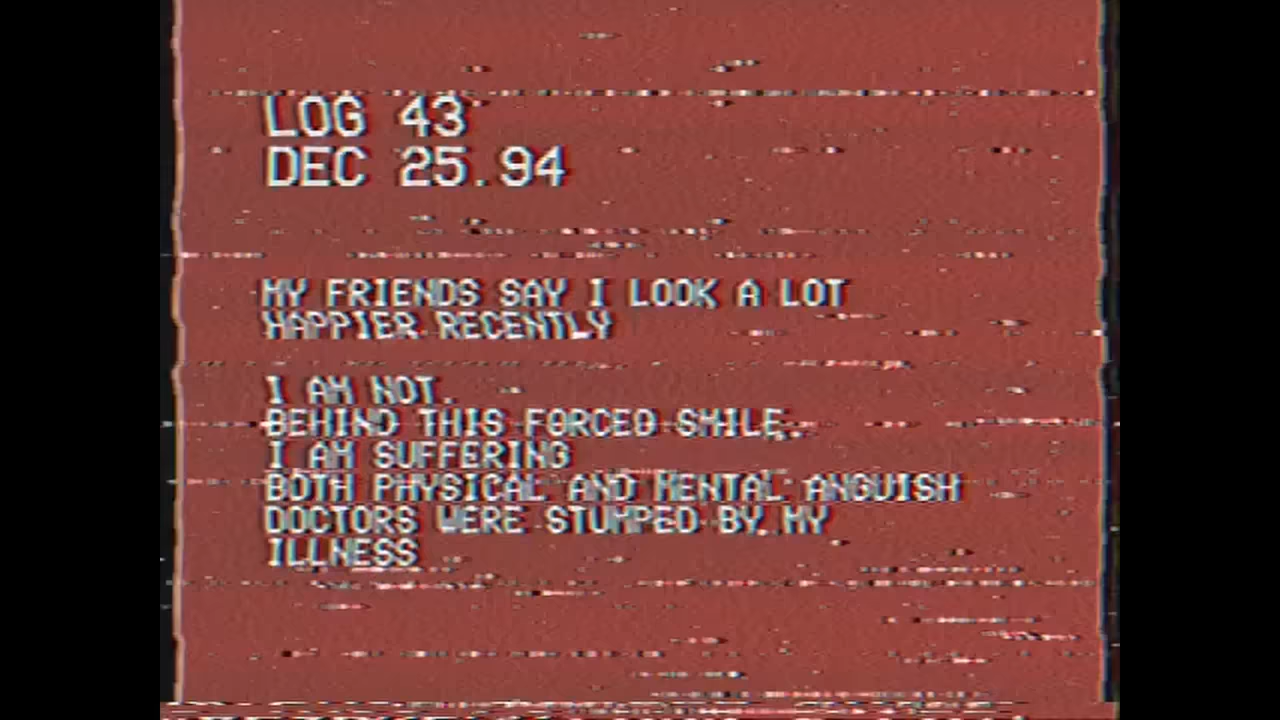 LOG 43
DEC 25.94
MY FRIENDS SAY I LOOK A LOT
HAPPIER RECENTLY
I AM NOT.
BEHIND THIS FORCED SMILE,
I AM SUFFERING
BOTH PHYSICAL AND MENTAL ANGUISH
DOCTORS WERE STUMPED BY MY
ILLNESS